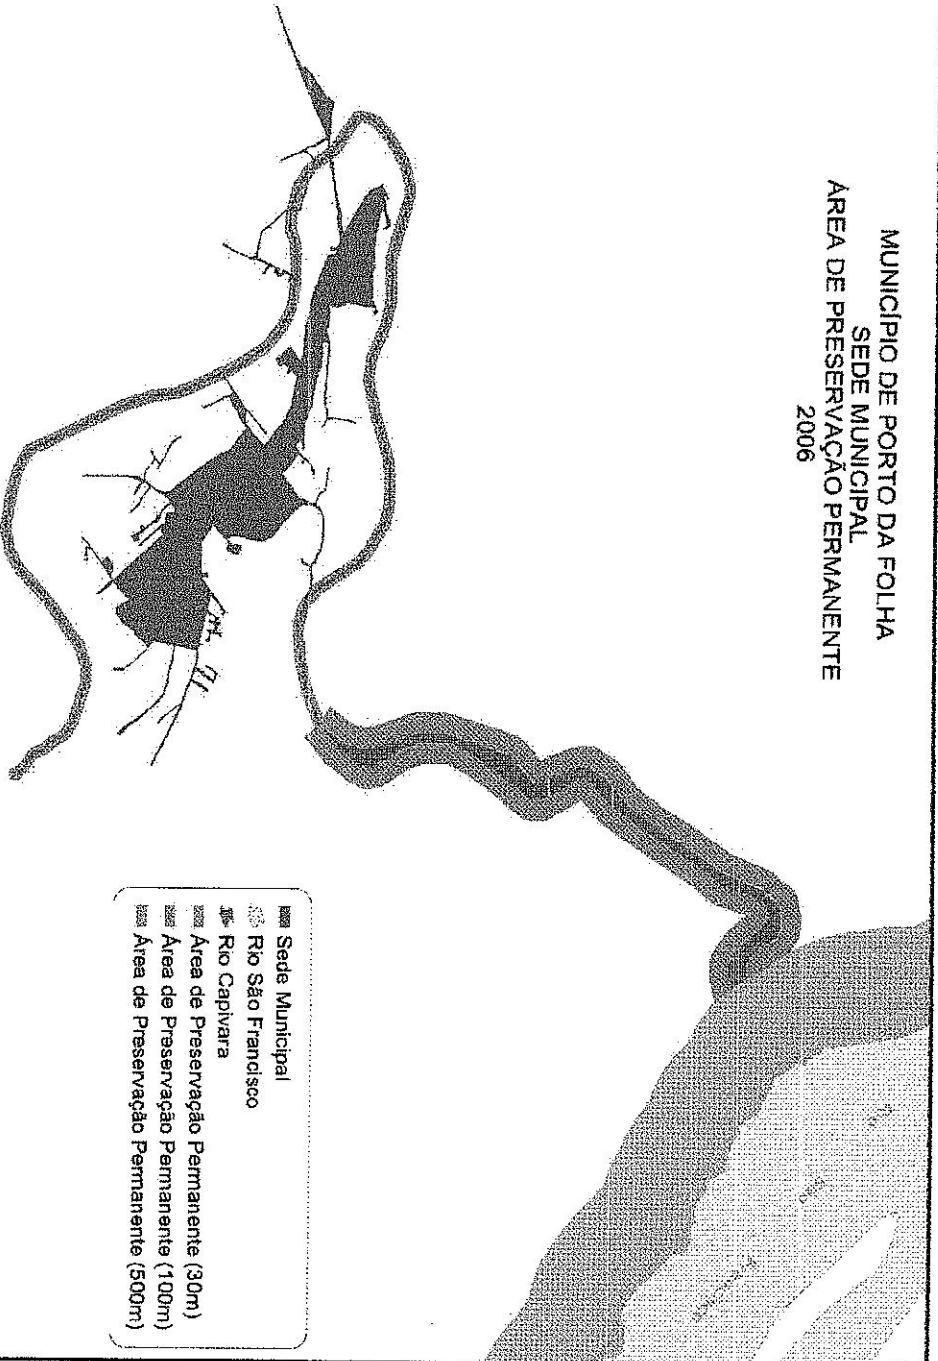 MUNICÍPIO DE PORTO DA FOLHA
SEDE MUNICIPAL
ÁREA DE PRESERVAÇÃO PERMANENTE
2006
Sede Municipal
Rio São Francisco
Rio Capivara
Área de Preservação Permanente (30m)
Área de Preservação Permanente (100m)
Área de Preservação Permanente (500m)